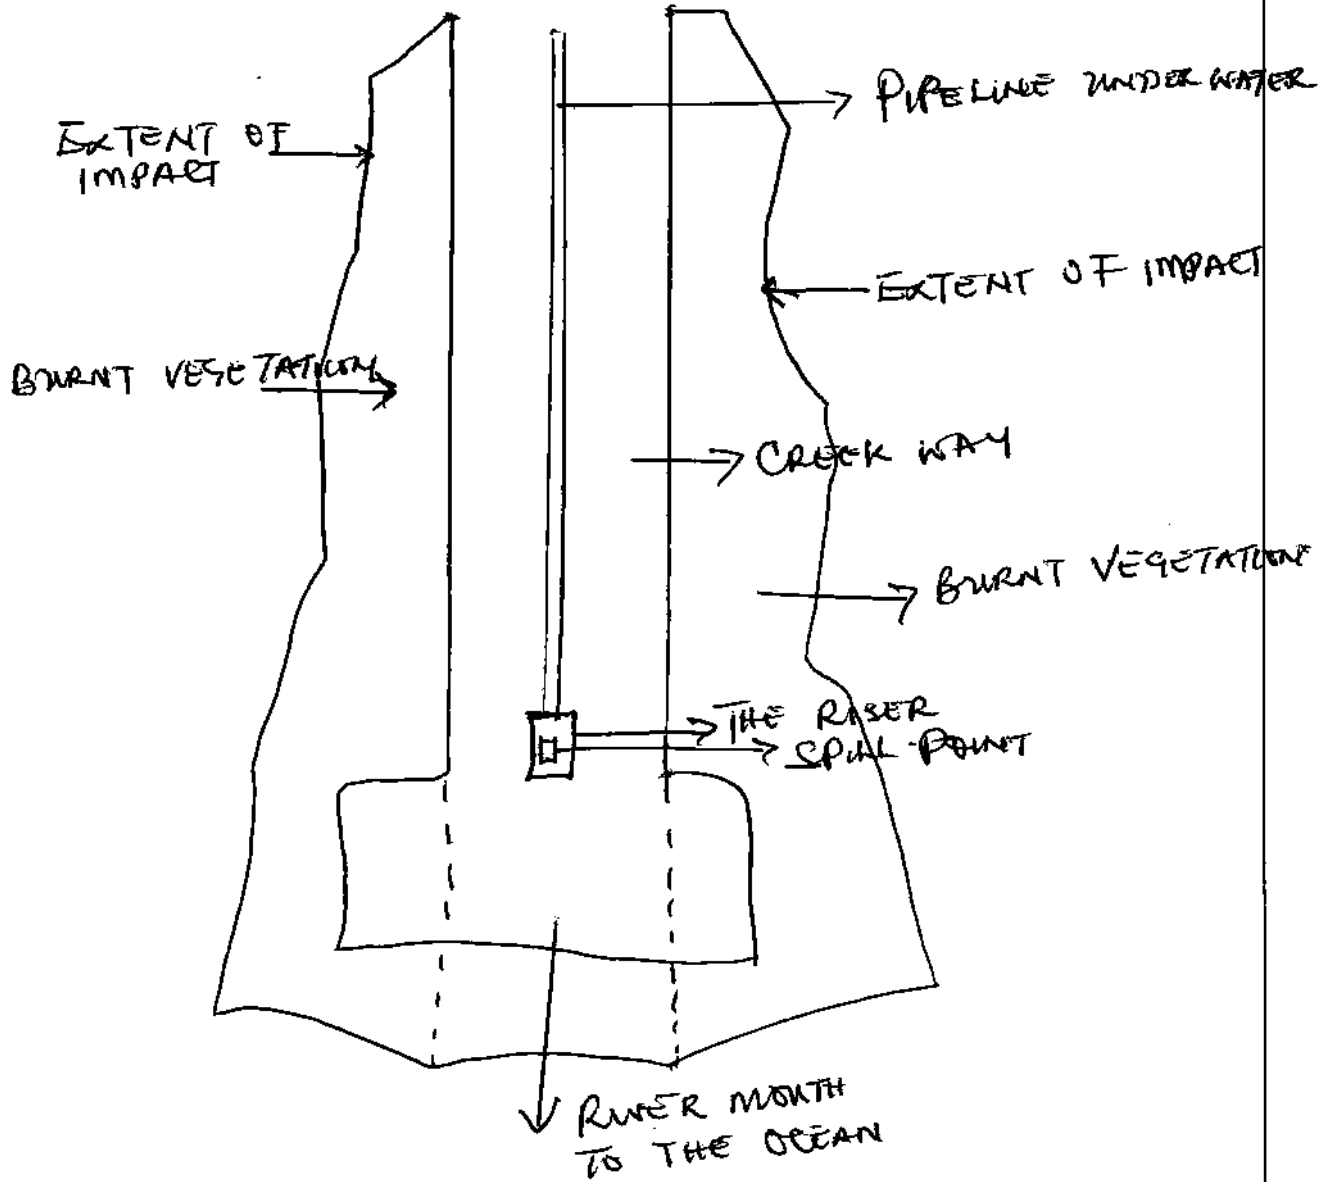 PIPELINE UNDER WATER
EXTENT OF
IMPACT
EXTENT OF IMPACT
BURNT VEGETATION
CREEK WAY
BURNT VEGETATION
THE RISER
SPILL POINT
RIVER MOUTH
TO THE OCEAN